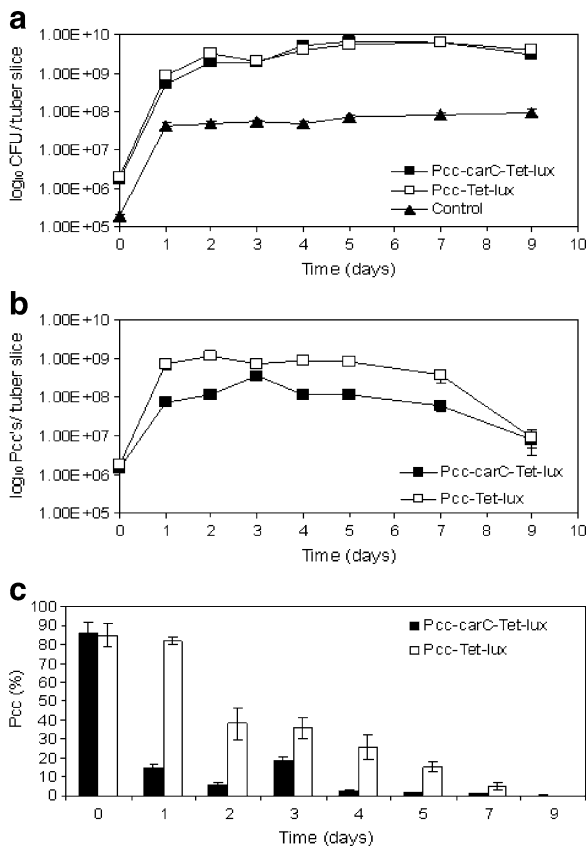 a
log₁₀ CFU/tuber slice
1.00E+10
1.00E+09
1.00E+08
1.00E+07
1.00E+06
1.00E+05
Pcc-carC-Tet-lux
Pcc-Tet-lux
Control
0 1 2 3 4 5 6 7 8 9 10
Time (days)
b
log₁₀ Pcc's/tuber slice
1.00E+10
1.00E+09
1.00E+08
1.00E+07
1.00E+06
1.00E+05
Pcc-carC-Tet-lux
Pcc-Tet-lux
0 1 2 3 4 5 6 7 8 9 10
Time (days)
c
Pcc (%)
100
90
80
70
60
50
40
30
20
10
0
Pcc-carC-Tet-lux
Pcc-Tet-lux
0 1 2 3 4 5 7 9
Time (days)